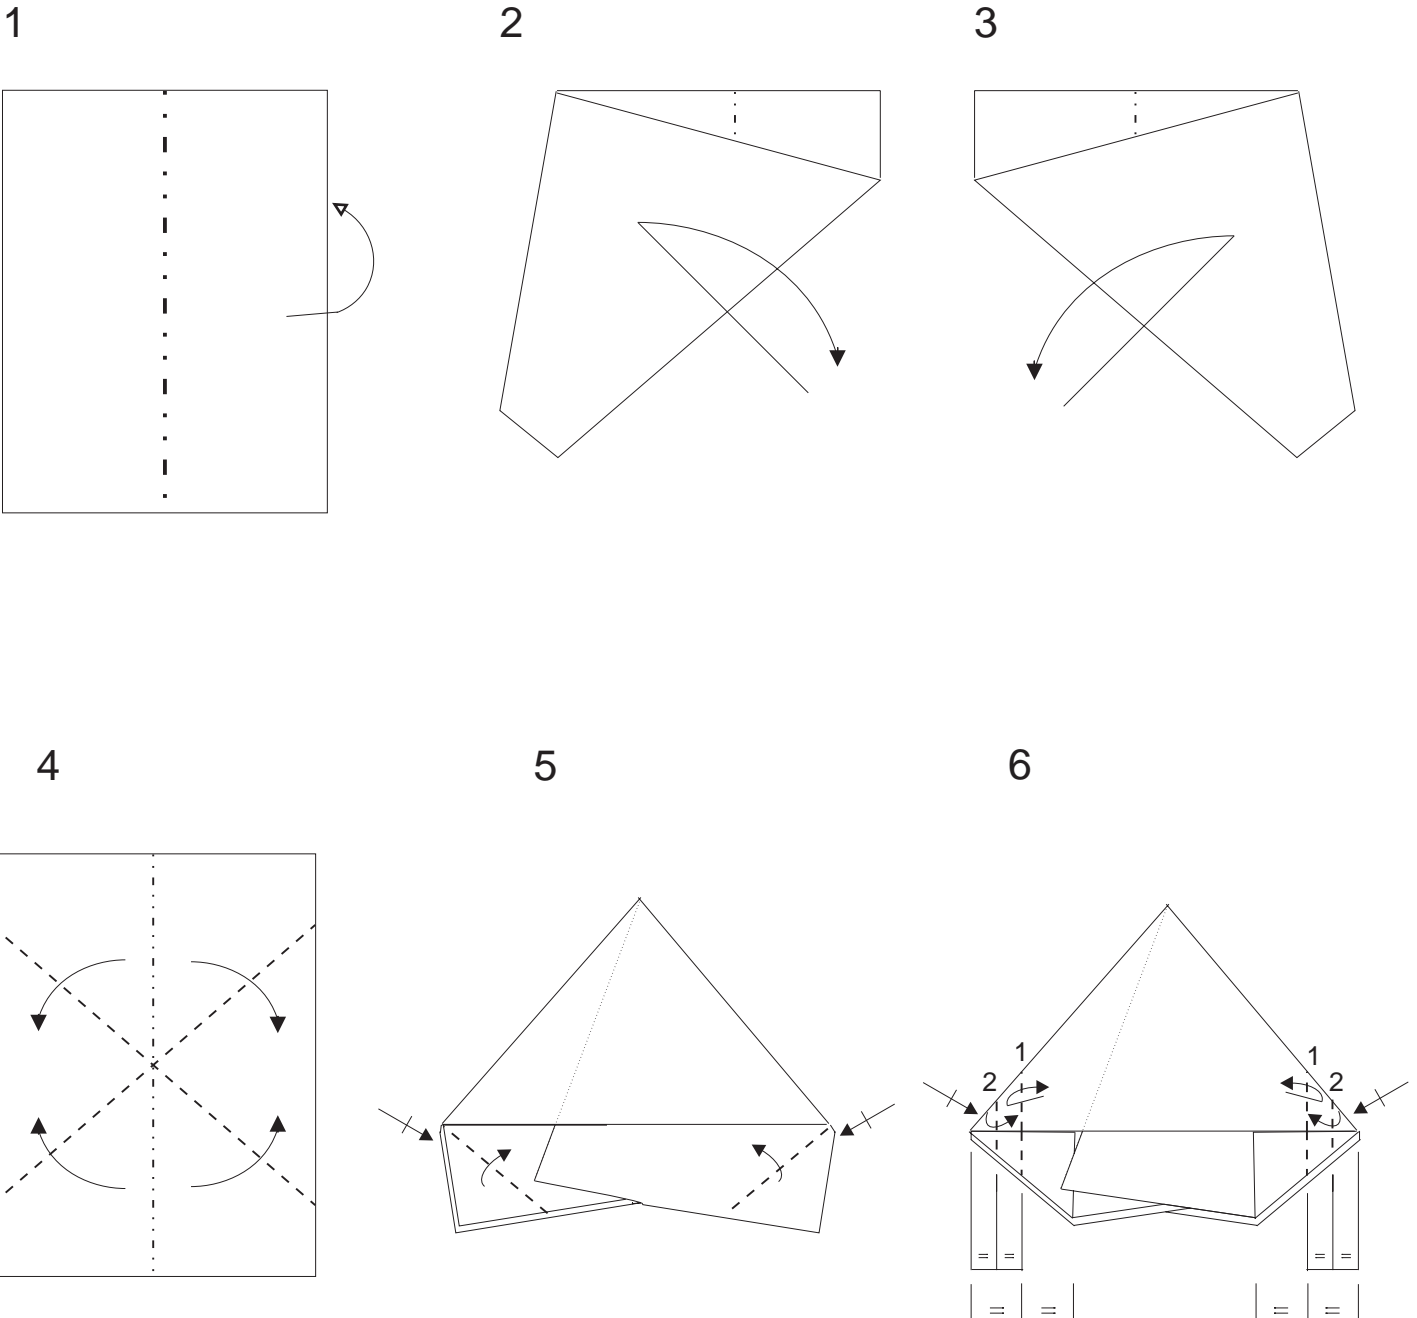 1 2 3
4 5 6
1 1
2 2
= = = =
= = = =